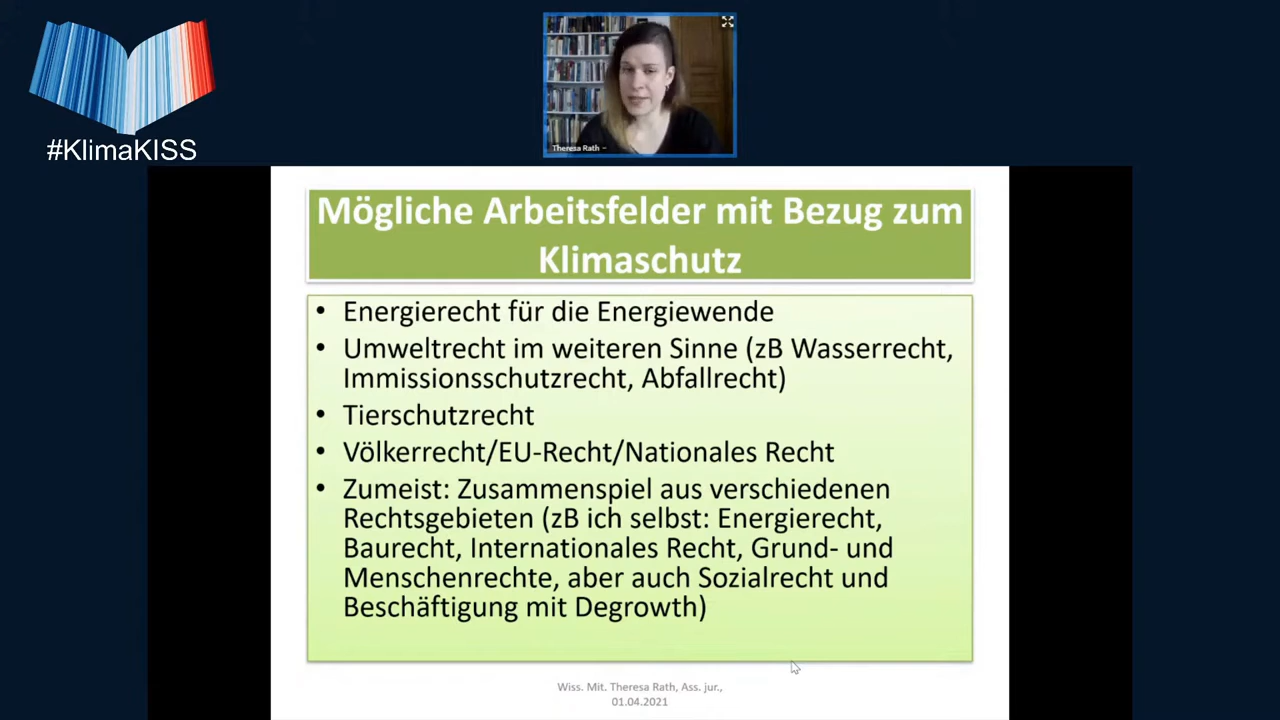 #KlimaKISS
Theresa Rath –
Mögliche Arbeitsfelder mit Bezug zum
Klimaschutz
• Energierecht für die Energiewende
• Umweltrecht im weiteren Sinne (zB Wasserrecht,
Immissionsschutzrecht, Abfallrecht)
• Tierschutzrecht
• Völkerrecht/EU-Recht/Nationales Recht
• Zumeist: Zusammenspiel aus verschiedenen
Rechtsgebieten (zB ich selbst: Energierecht,
Baurecht, Internationales Recht, Grund- und
Menschenrechte, aber auch Sozialrecht und
Beschäftigung mit Degrowth)
Wiss. Mit. Theresa Rath, Ass. jur.,
01.04.2021